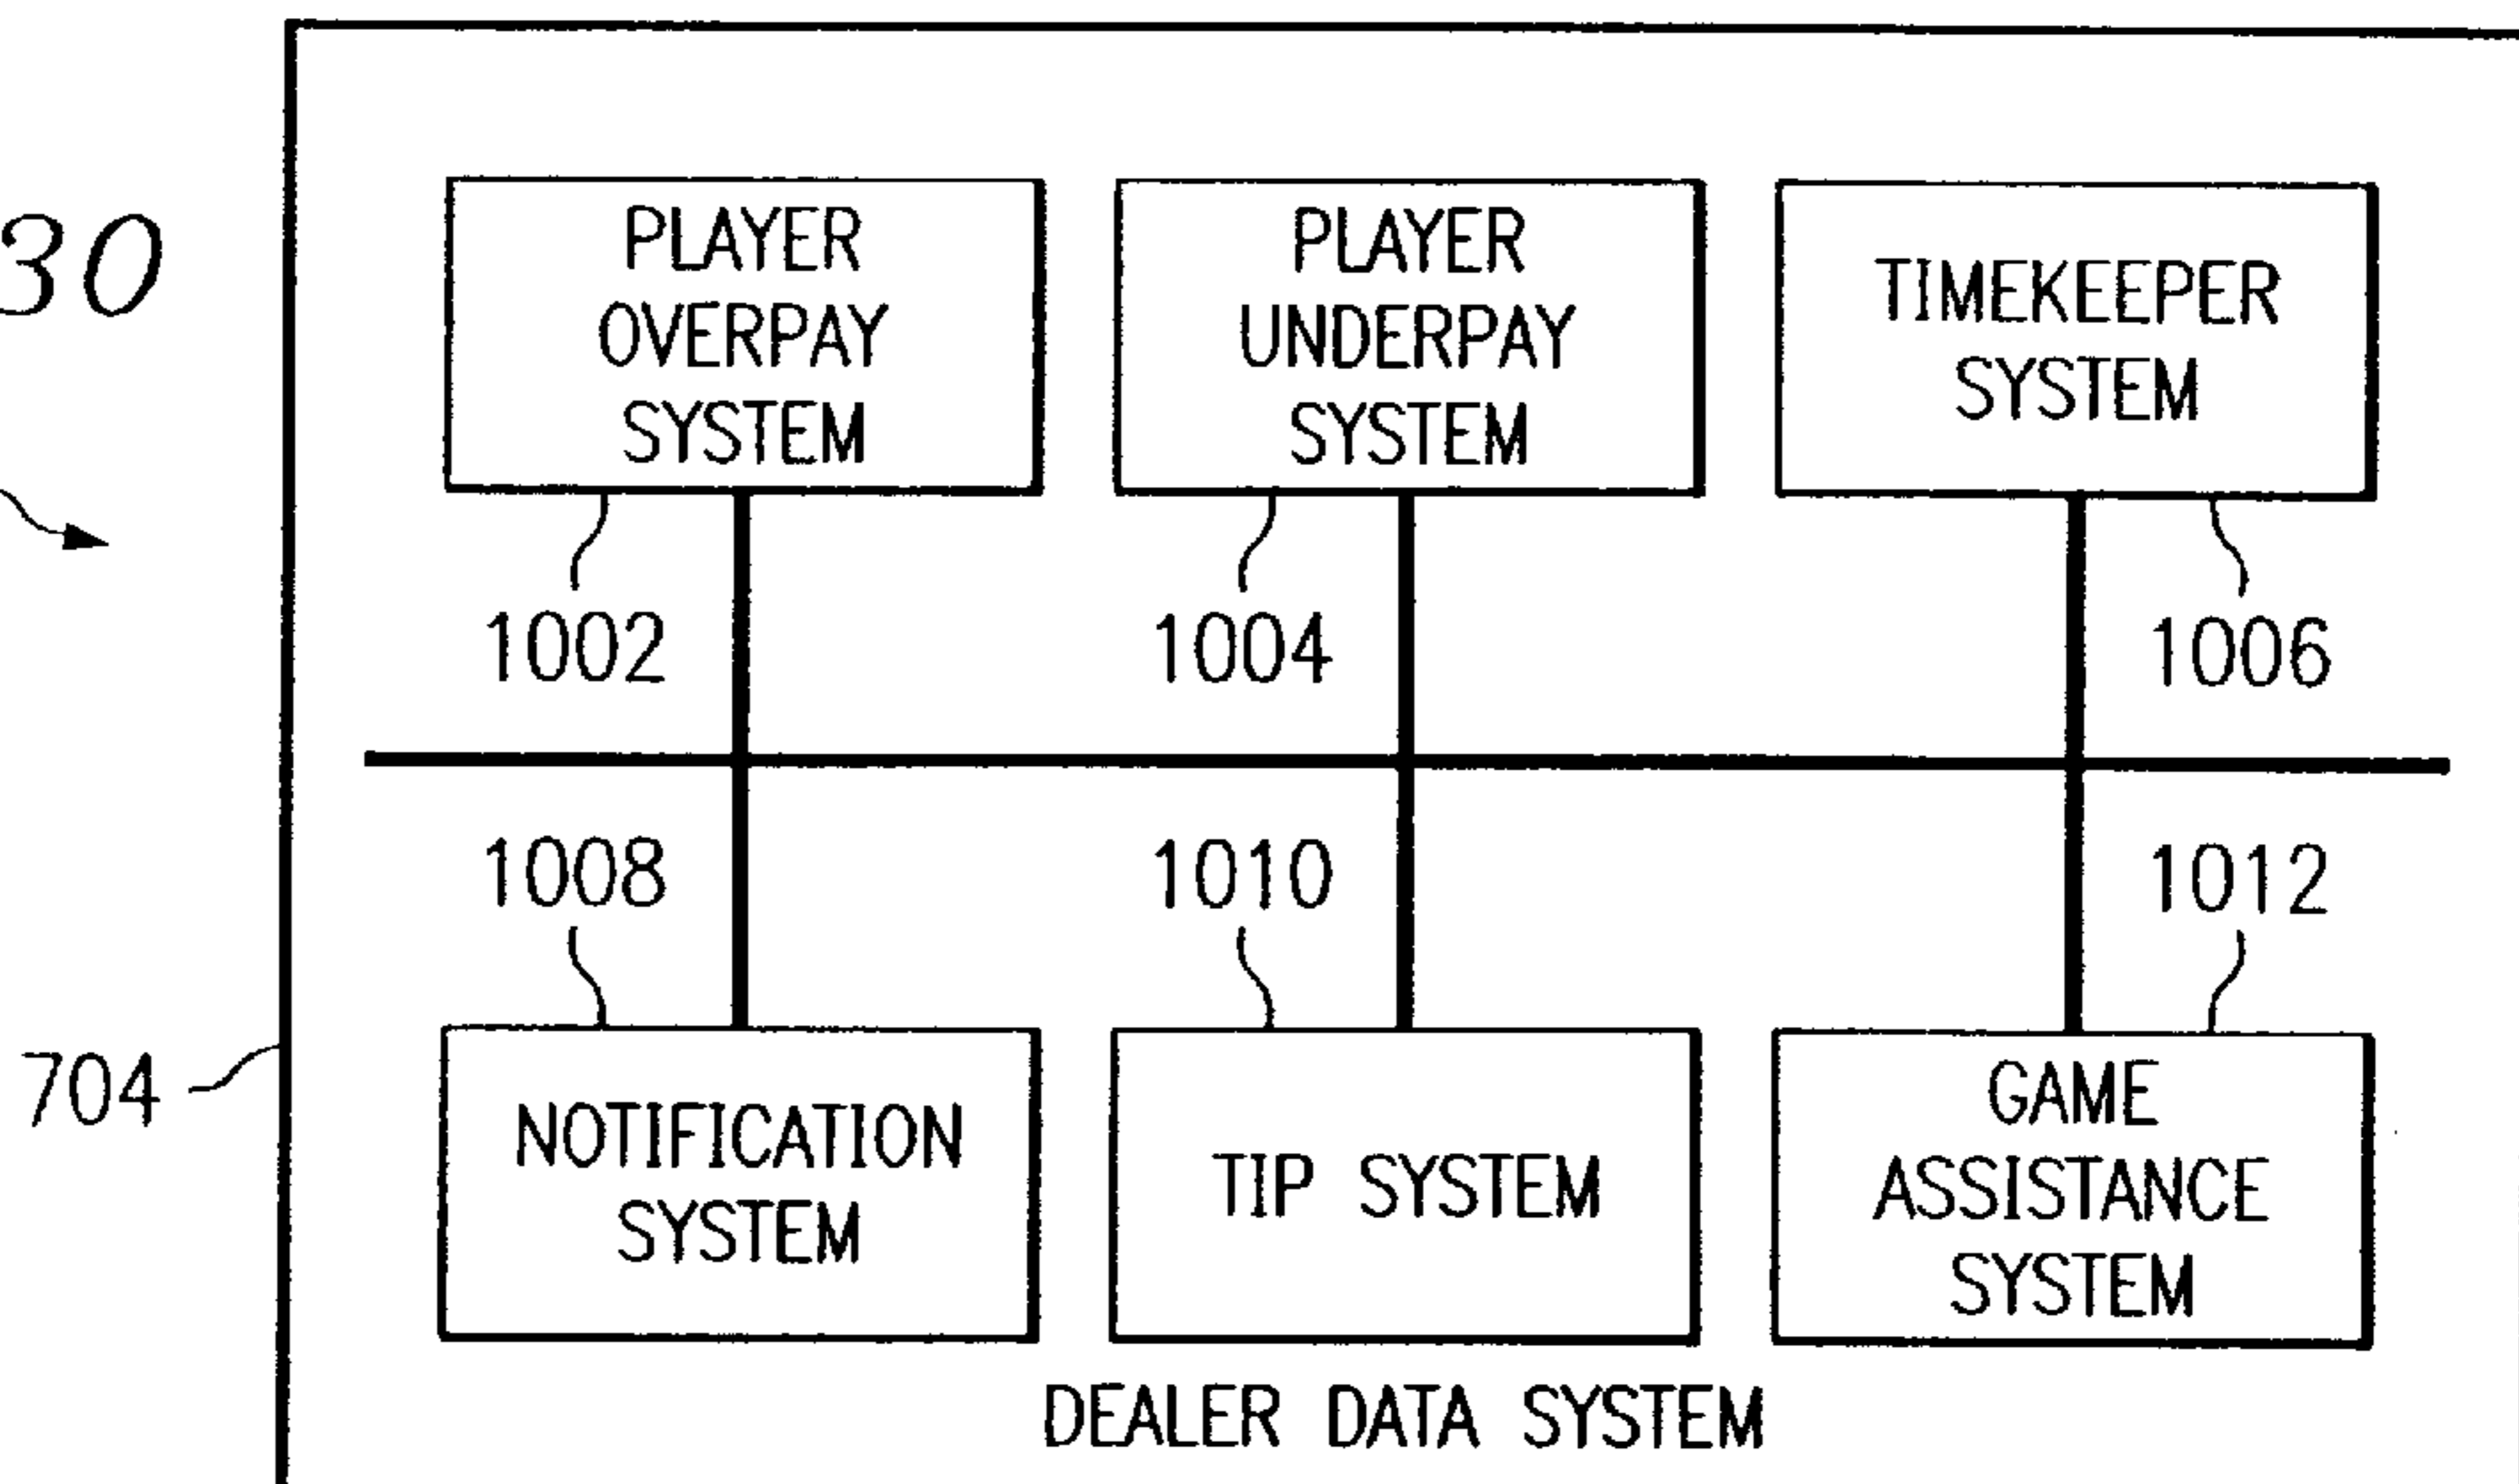 30
PLAYER
OVERPAY
SYSTEM
PLAYER
UNDERPAY
SYSTEM
TIMEKEEPER
SYSTEM
1002
1004
1006
1008
1010
1012
704
NOTIFICATION
SYSTEM
TIP SYSTEM
GAME
ASSISTANCE
SYSTEM
DEALER DATA SYSTEM